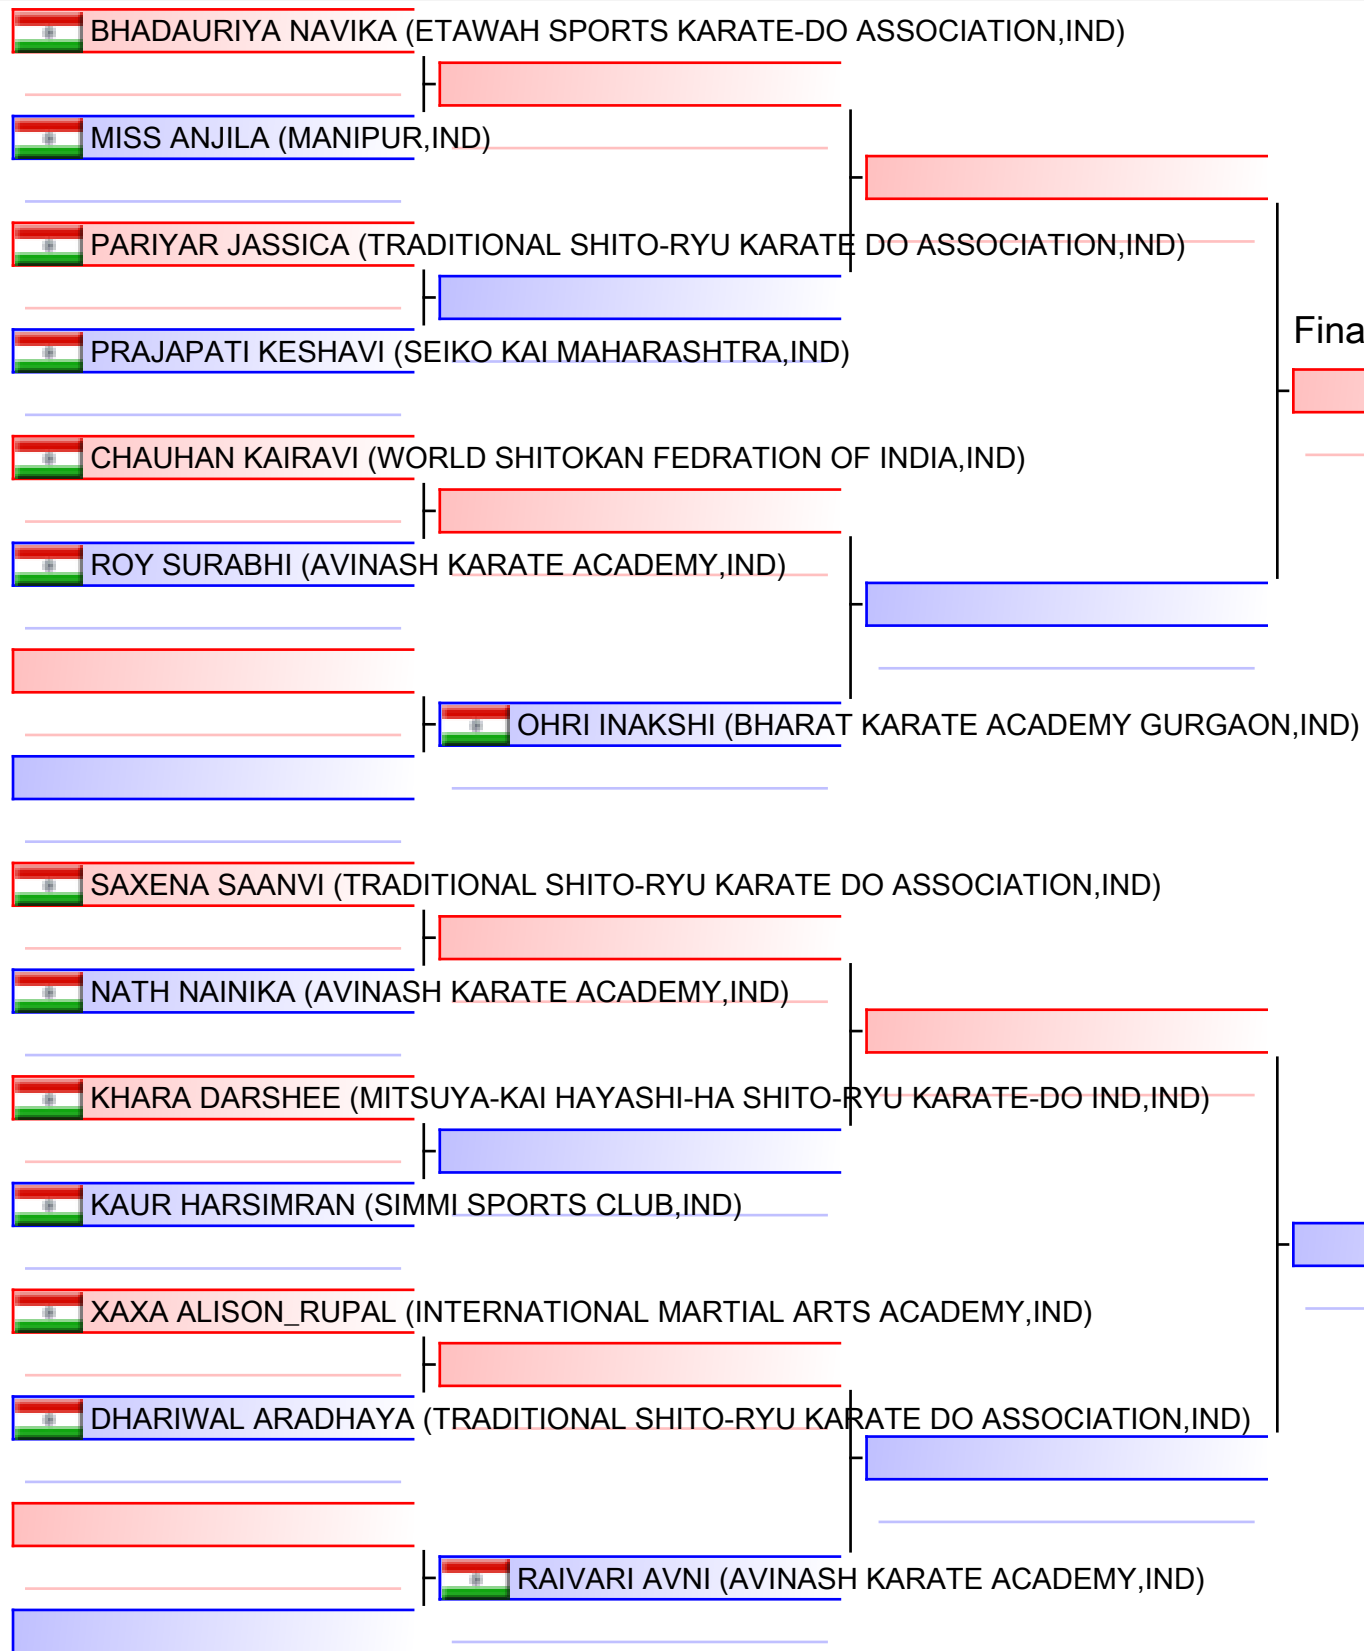 BHADAURIYA NAVIKA (ETAWAH SPORTS KARATE-DO ASSOCIATION,IND)
MISS ANJILA (MANIPUR,IND)
PARIYAR JASSICA (TRADITIONAL SHITO-RYU KARATE DO ASSOCIATION,IND)
Fina
PRAJAPATI KESHAVI (SEIKO KAI MAHARASHTRA,IND)
CHAUHAN KAIRAVI (WORLD SHITOKAN FEDRATION OF INDIA,IND)
ROY SURABHI (AVINASH KARATE ACADEMY,IND)
OHRI INAKSHI (BHARAT KARATE ACADEMY GURGAON,IND)
SAXENA SAANVI (TRADITIONAL SHITO-RYU KARATE DO ASSOCIATION,IND)
NATH NAINIKA (AVINASH KARATE ACADEMY,IND)
KHARA DARSHEE (MITSUYA-KAI HAYASHI-HA SHITO-RYU KARATE-DO IND,IND)
KAUR HARSIMRAN (SIMMI SPORTS CLUB,IND)
XAXA ALISON_RUPAL (INTERNATIONAL MARTIAL ARTS ACADEMY,IND)
DHARIWAL ARADHAYA (TRADITIONAL SHITO-RYU KARATE DO ASSOCIATION,IND)
RAIVARI AVNI (AVINASH KARATE ACADEMY,IND)